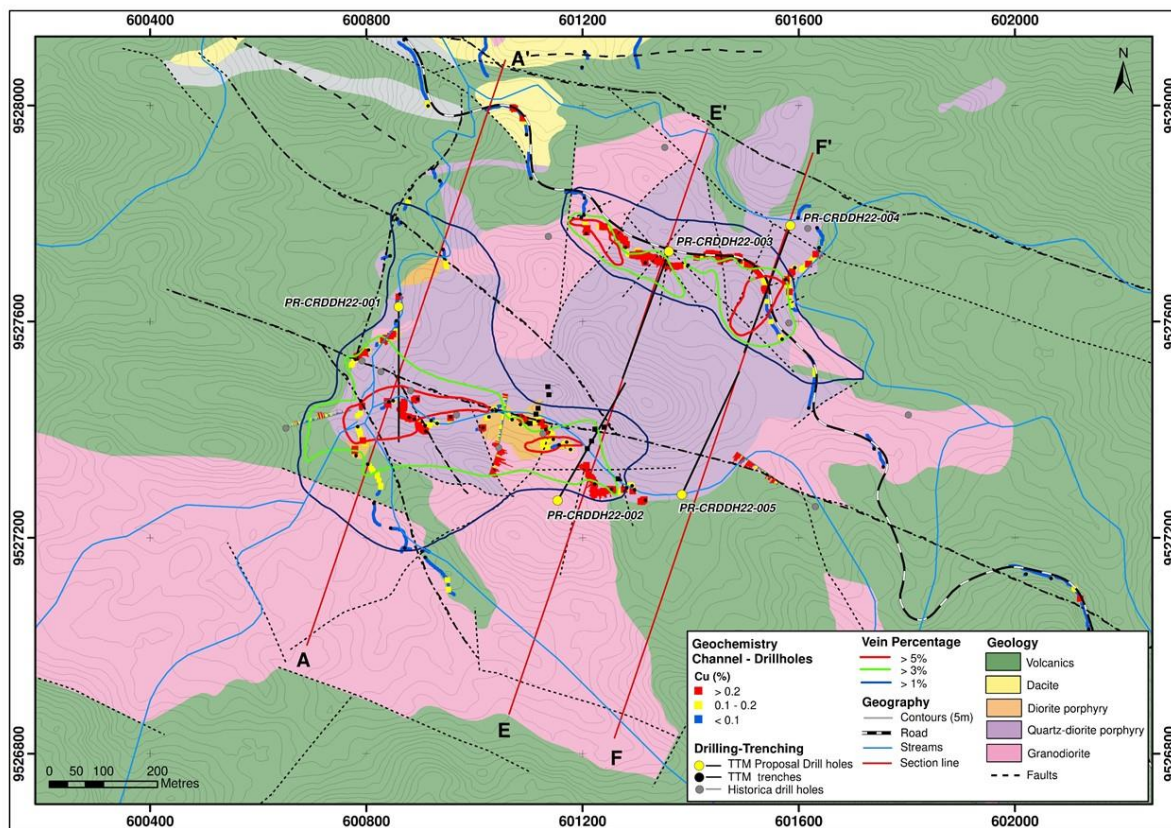 600400 600800 601200 601600 602000
A'
N
9528000 9528000
E'
F'
PR-CRDDH22-004
PR-CRDDH22-003
PR-CRDDH22-001
9527600 9527600
PR-CRDDH22-002
PR-CRDDH22-005
9527200 9527200
A
E
F
9526800 9526800
0 50 100 200
Metres
Geochemistry
Channel - Drillholes
Cu (%)
> 0.2
0.1 - 0.2
< 0.1
Drilling-Trenching
TTM Proposal Drill holes
TTM trenches
Historica drill holes
Vein Percentage
> 5%
> 3%
> 1%
Geography
Contours (5m)
Road
Streams
Section line
Geology
Volcanics
Dacite
Diorite porphyry
Quartz-diorite porphyry
Granodiorite
Faults
600400 600800 601200 601600 602000